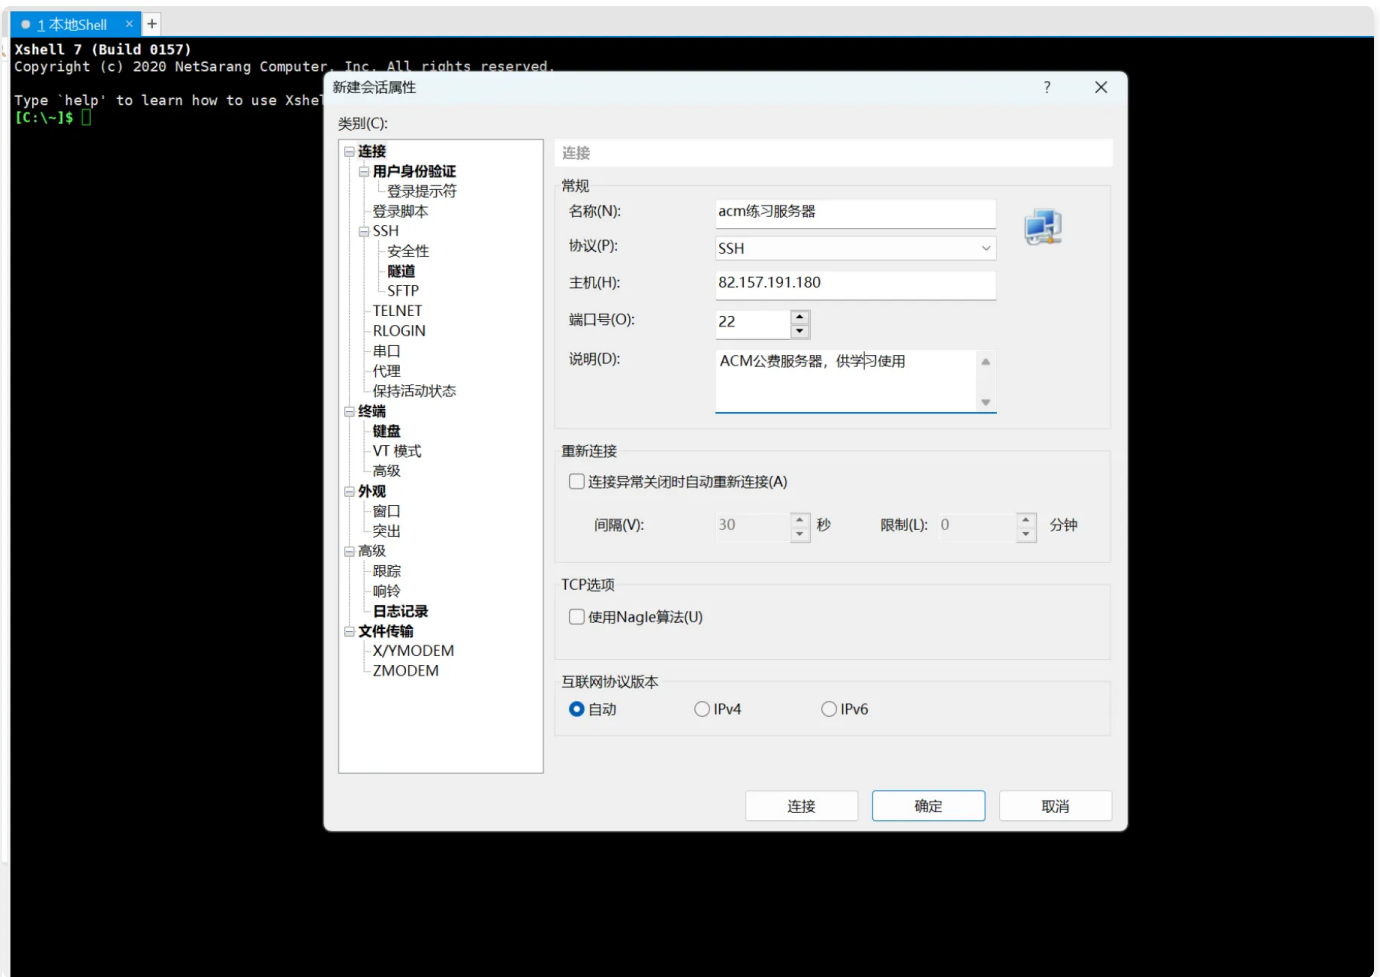 1 本地Shell × +
Xshell 7 (Build 0157)
Copyright (c) 2020 NetSarang Computer, Inc. All rights reserved.
Type `help' to learn how to use Xshel
[C:\~]$
新建会话属性
?
类别(C):
连接
用户身份验证
登录提示符
登录脚本
SSH
安全性
隧道
SFTP
TELNET
RLOGIN
串口
代理
保持活动状态
终端
键盘
VT 模式
高级
外观
窗口
突出
高级
跟踪
响铃
日志记录
文件传输
X/YMODEM
ZMODEM
连接
常规
名称(N): acm练习服务器
协议(P): SSH
主机(H): 82.157.191.180
端口号(O): 22
说明(D): ACM公费服务器，供学习使用
重新连接
连接异常关闭时自动重新连接(A)
间隔(V): 30 秒 限制(L): 0 分钟
TCP选项
使用Nagle算法(U)
互联网协议版本
自动 IPv4 IPv6
连接 确定 取消